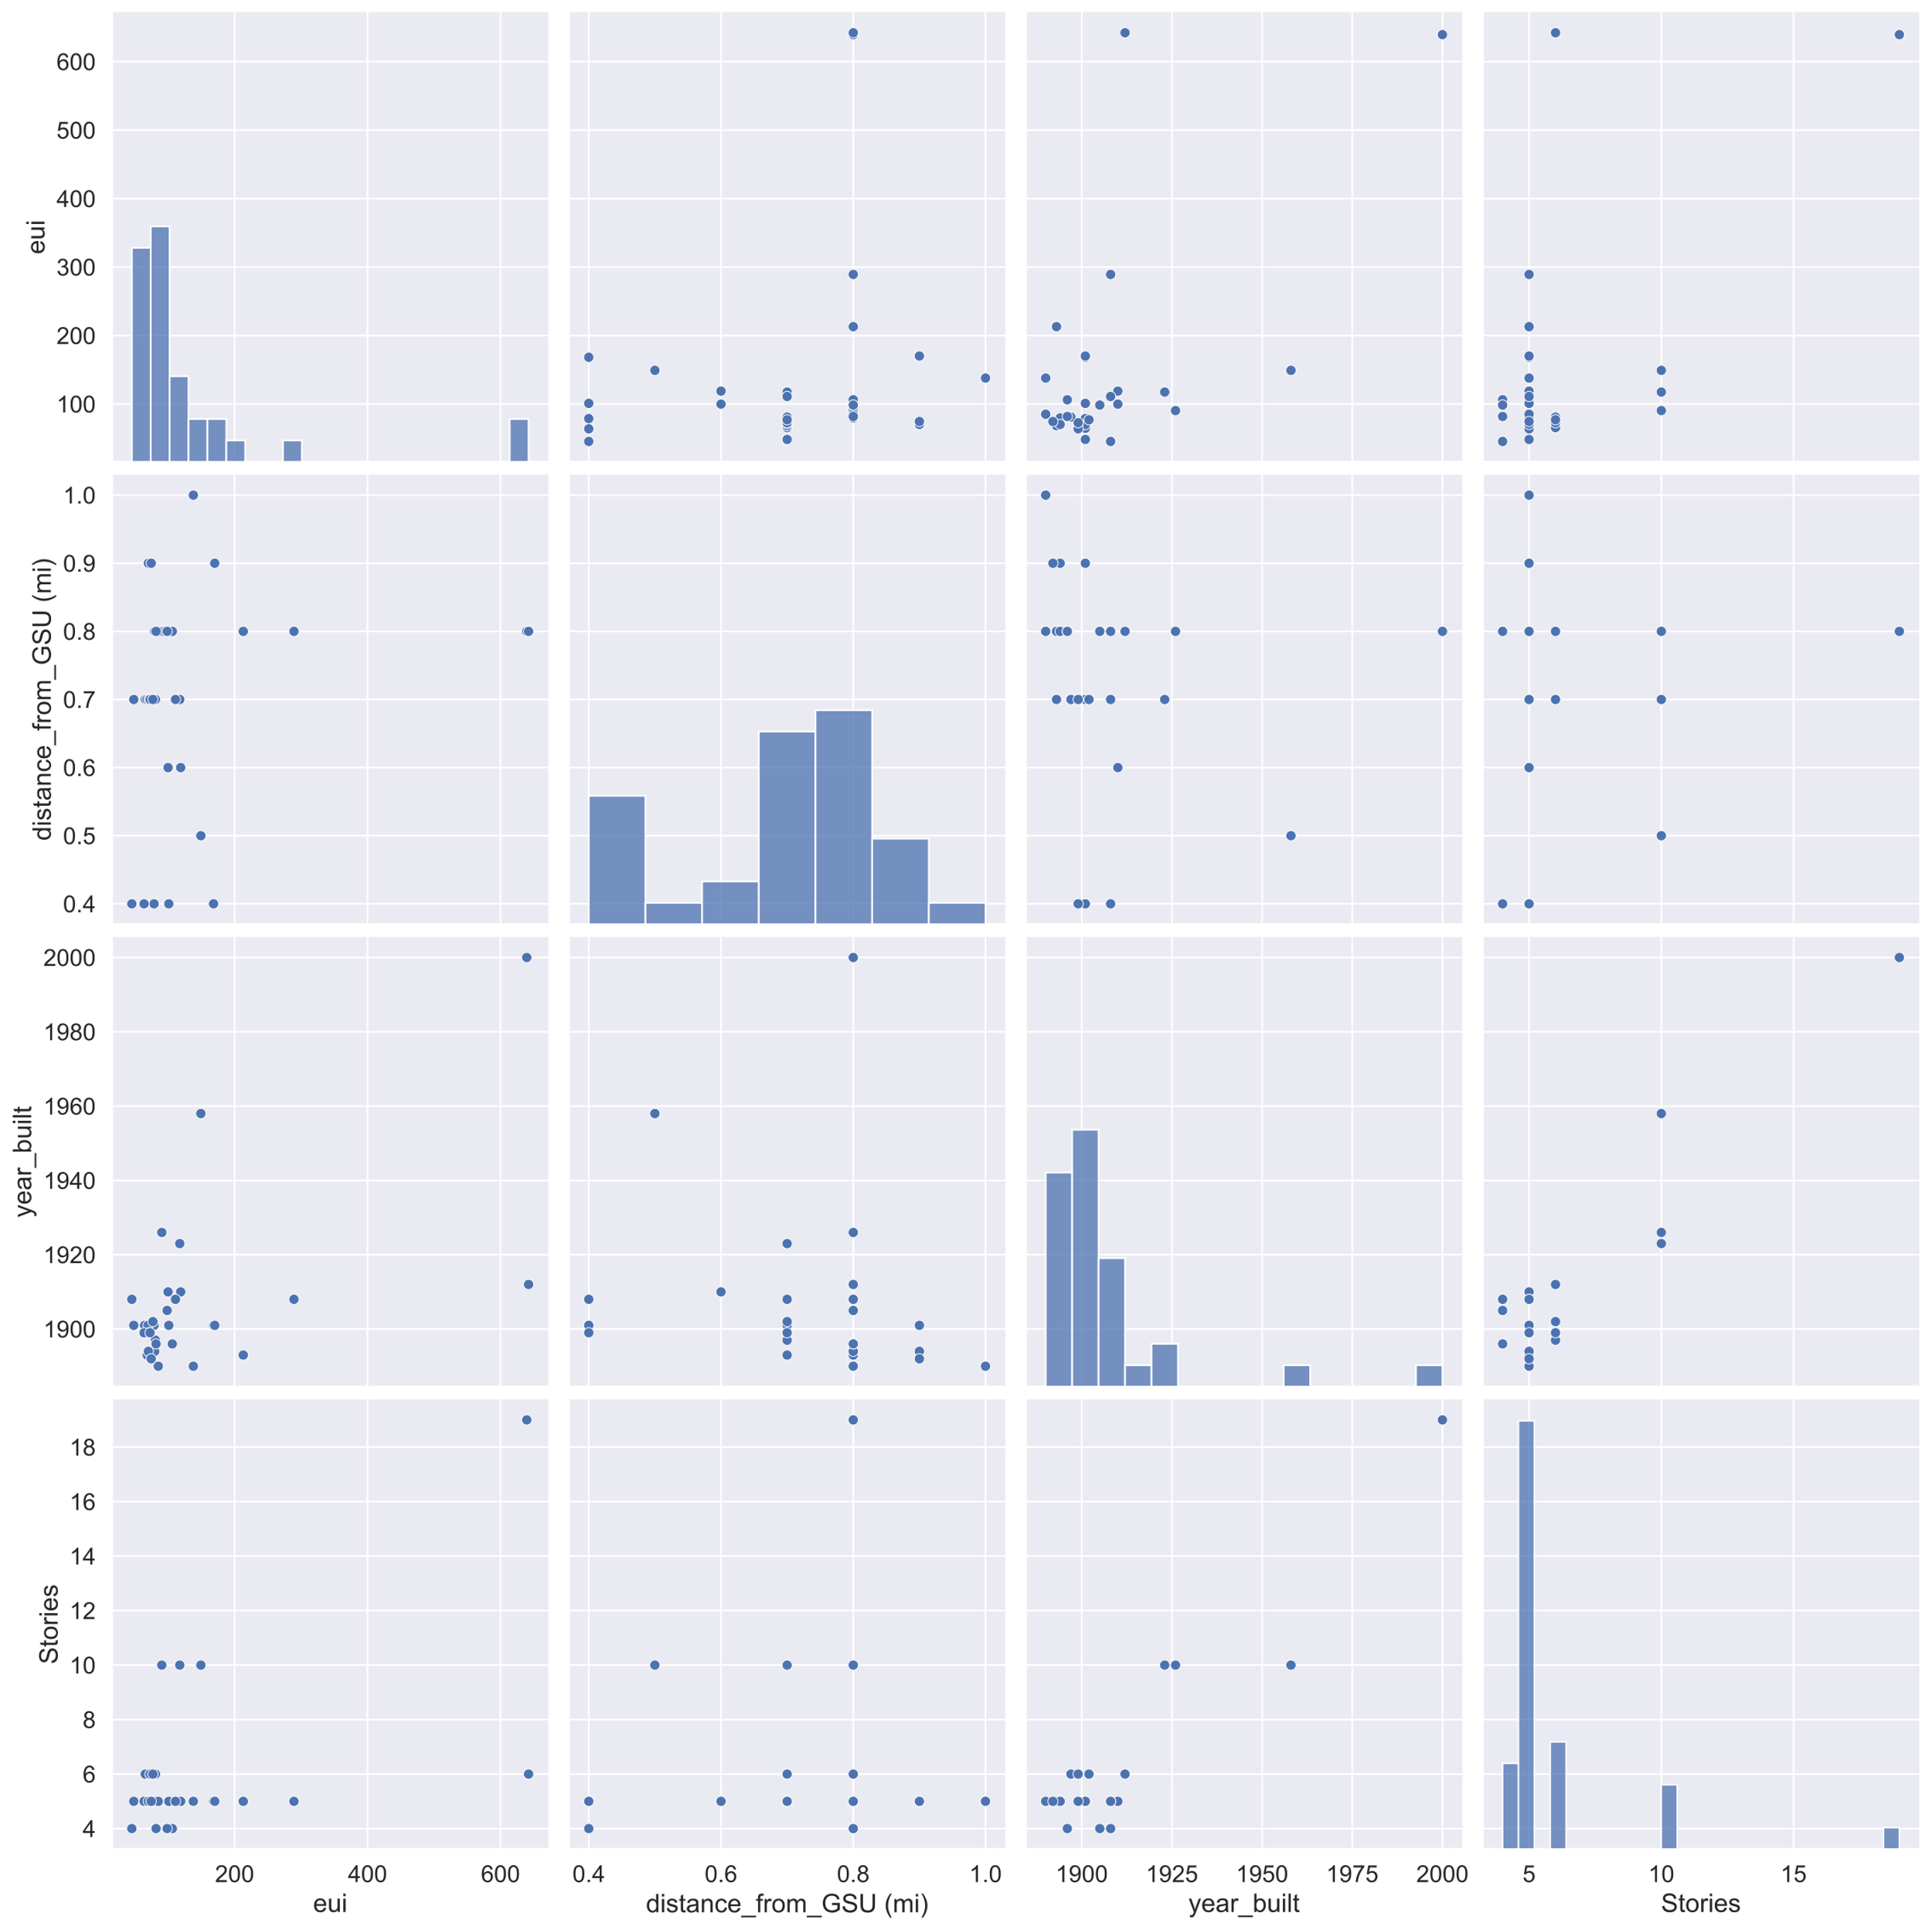 600
500
400
300
200
100
eui
1.0
0.9
0.8
0.7
0.6
0.5
0.4
distance_from_GSU (mi)
2000
1980
1960
1940
1920
1900
year_built
18
16
14
12
10
8
6
4
Stories
200 400 600
eui
0.4 0.6 0.8 1.0
distance_from_GSU (mi)
1900 1925 1950 1975 2000
year_built
5 10 15
Stories